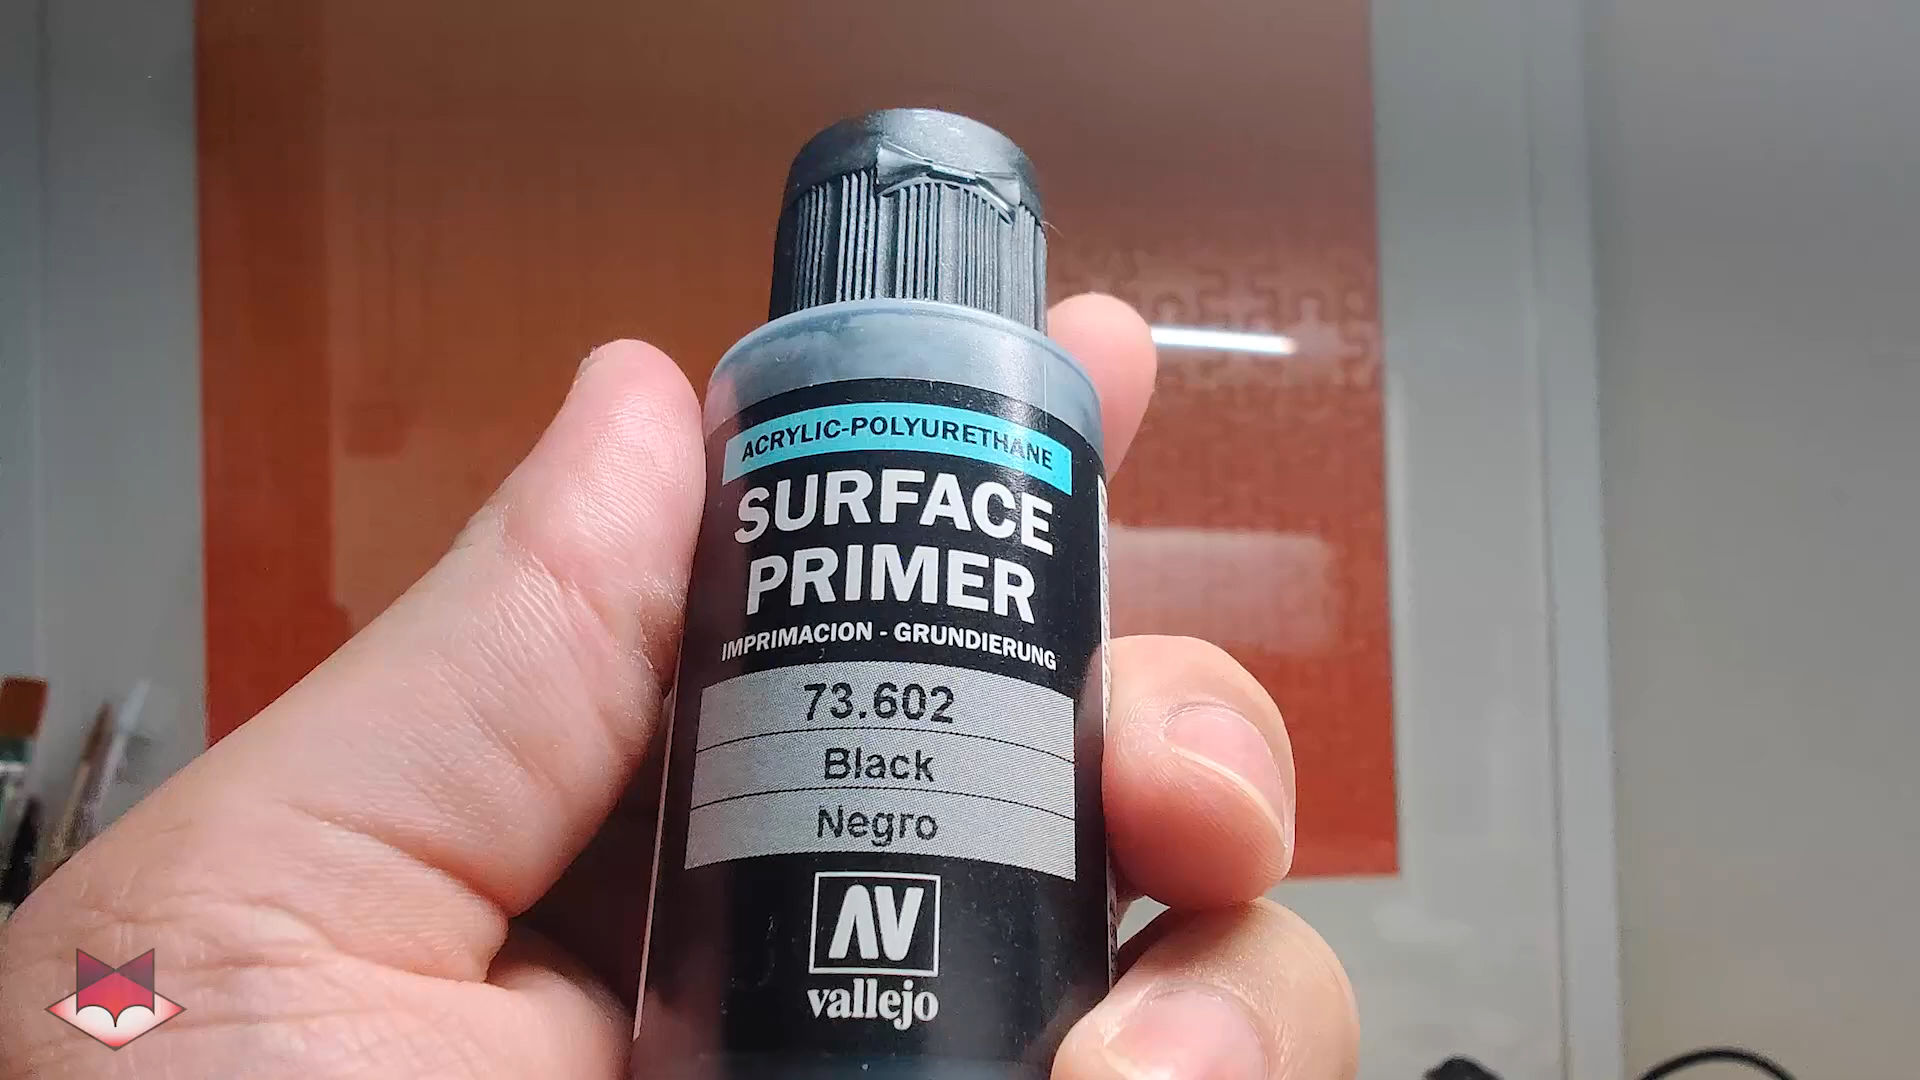 ACRYLIC-POLYURETHANE
SURFACE
PRIMER
IMPRIMACION - GRUNDIERUNG
73.602
Black
Negro
AV
vallejo